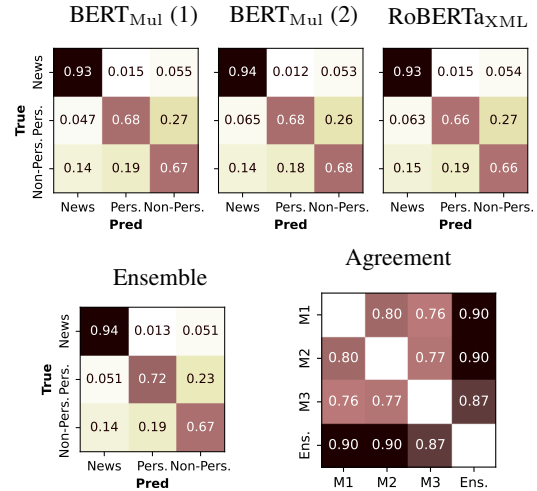 BERT_Mul (1) BERT_Mul (2) RoBERTa_XML
True
News 0.93 0.015 0.055
Pers. 0.047 0.68 0.27
Non-Pers. 0.14 0.19 0.67
News Pers. Non-Pers.
Pred
0.94 0.012 0.053
0.065 0.68 0.26
0.14 0.18 0.68
News Pers. Non-Pers.
Pred
0.93 0.015 0.054
0.063 0.66 0.27
0.15 0.19 0.66
News Pers. Non-Pers.
Pred
Ensemble
True
News 0.94 0.013 0.051
Pers. 0.051 0.72 0.23
Non-Pers. 0.14 0.19 0.67
News Pers. Non-Pers.
Pred
Agreement
M1 0.80 0.76 0.90
M2 0.80 0.77 0.90
M3 0.76 0.77 0.87
Ens. 0.90 0.90 0.87
M1 M2 M3 Ens.